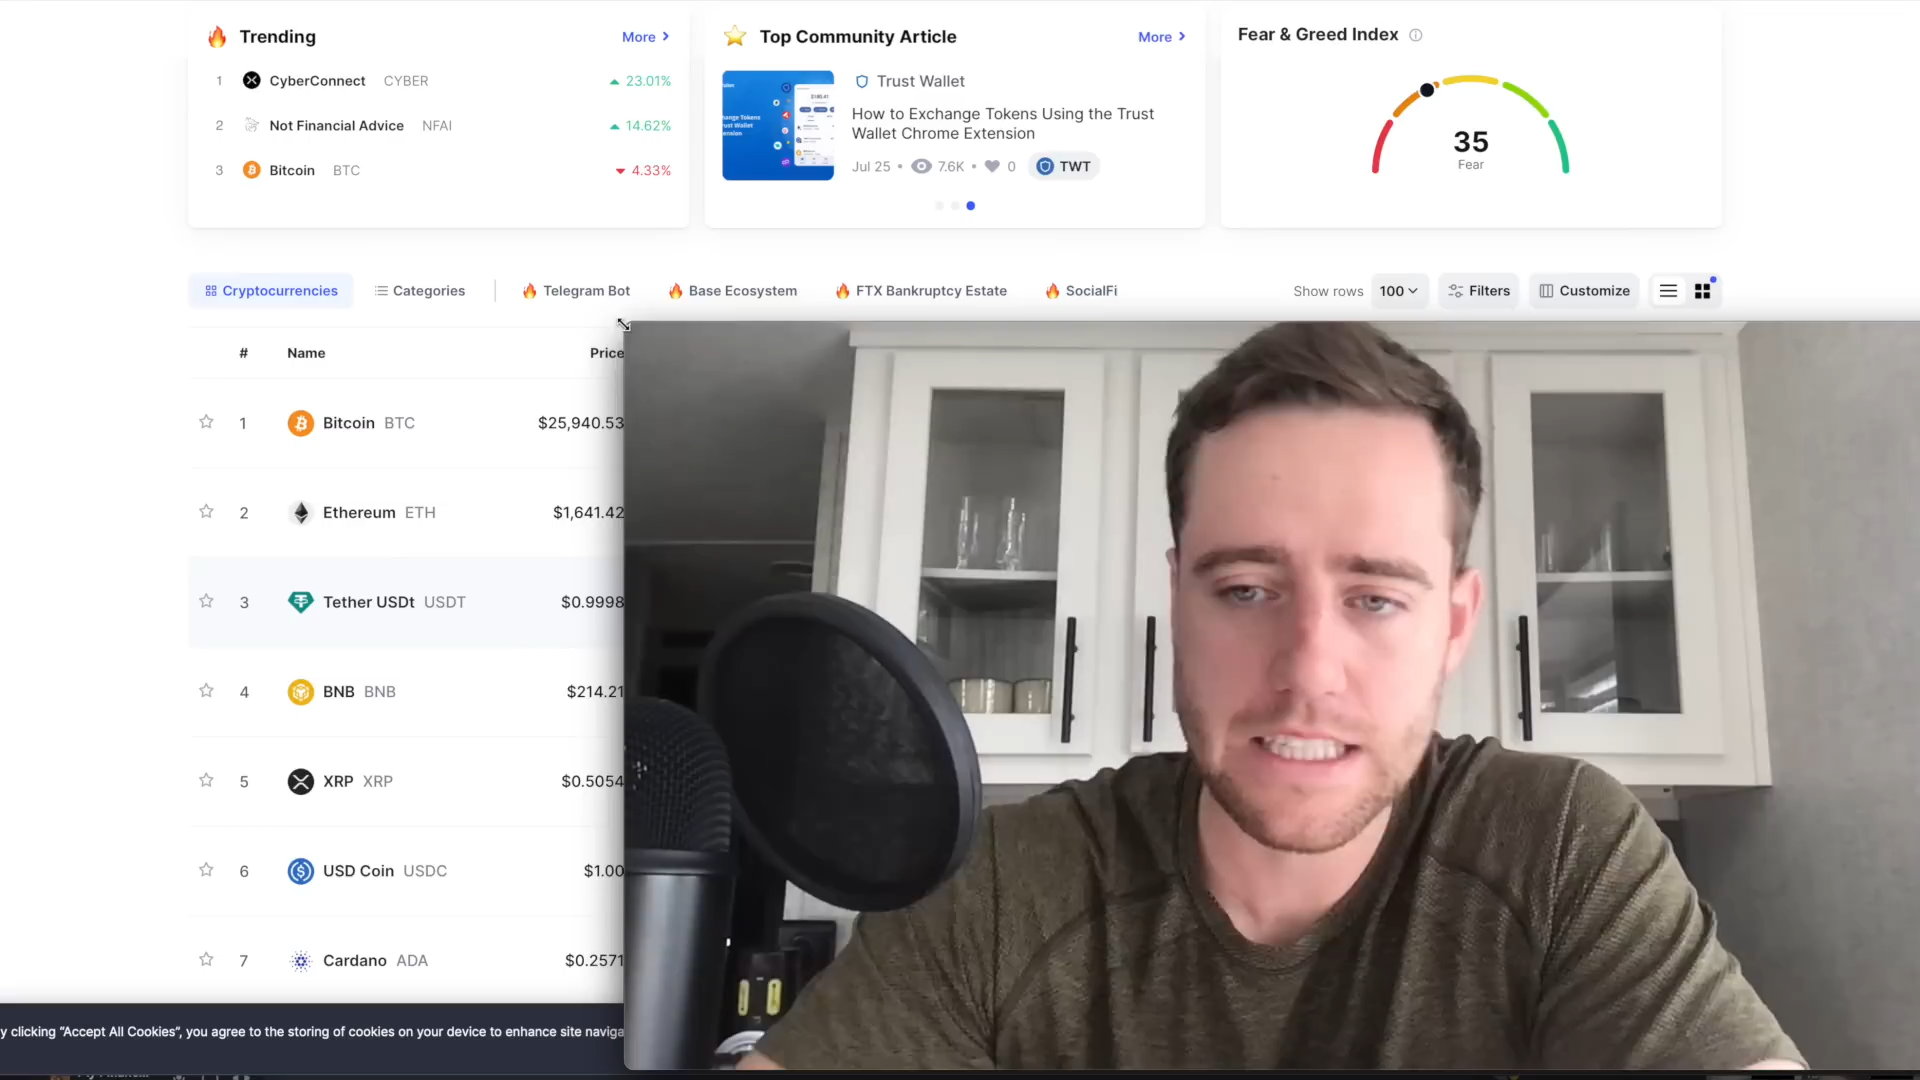 Trending
More
1 CyberConnect CYBER 23.01%
2 Not Financial Advice NFAI 14.62%
3 Bitcoin BTC 4.33%
Top Community Article
More
Trust Wallet
How to Exchange Tokens Using the Trust
Wallet Chrome Extension
Jul 25 • 7.6K • 0 TWT
Fear & Greed Index
35
Fear
Cryptocurrencies Categories Telegram Bot Base Ecosystem FTX Bankruptcy Estate SocialFi Show rows 100 Filters Customize
# Name Price
1 Bitcoin BTC $25,940.53
2 Ethereum ETH $1,641.42
3 Tether USDt USDT $0.9998
4 BNB BNB $214.21
5 XRP XRP $0.5054
6 USD Coin USDC $1.00
7 Cardano ADA $0.2571
y clicking “Accept All Cookies”, you agree to the storing of cookies on your device to enhance site naviga